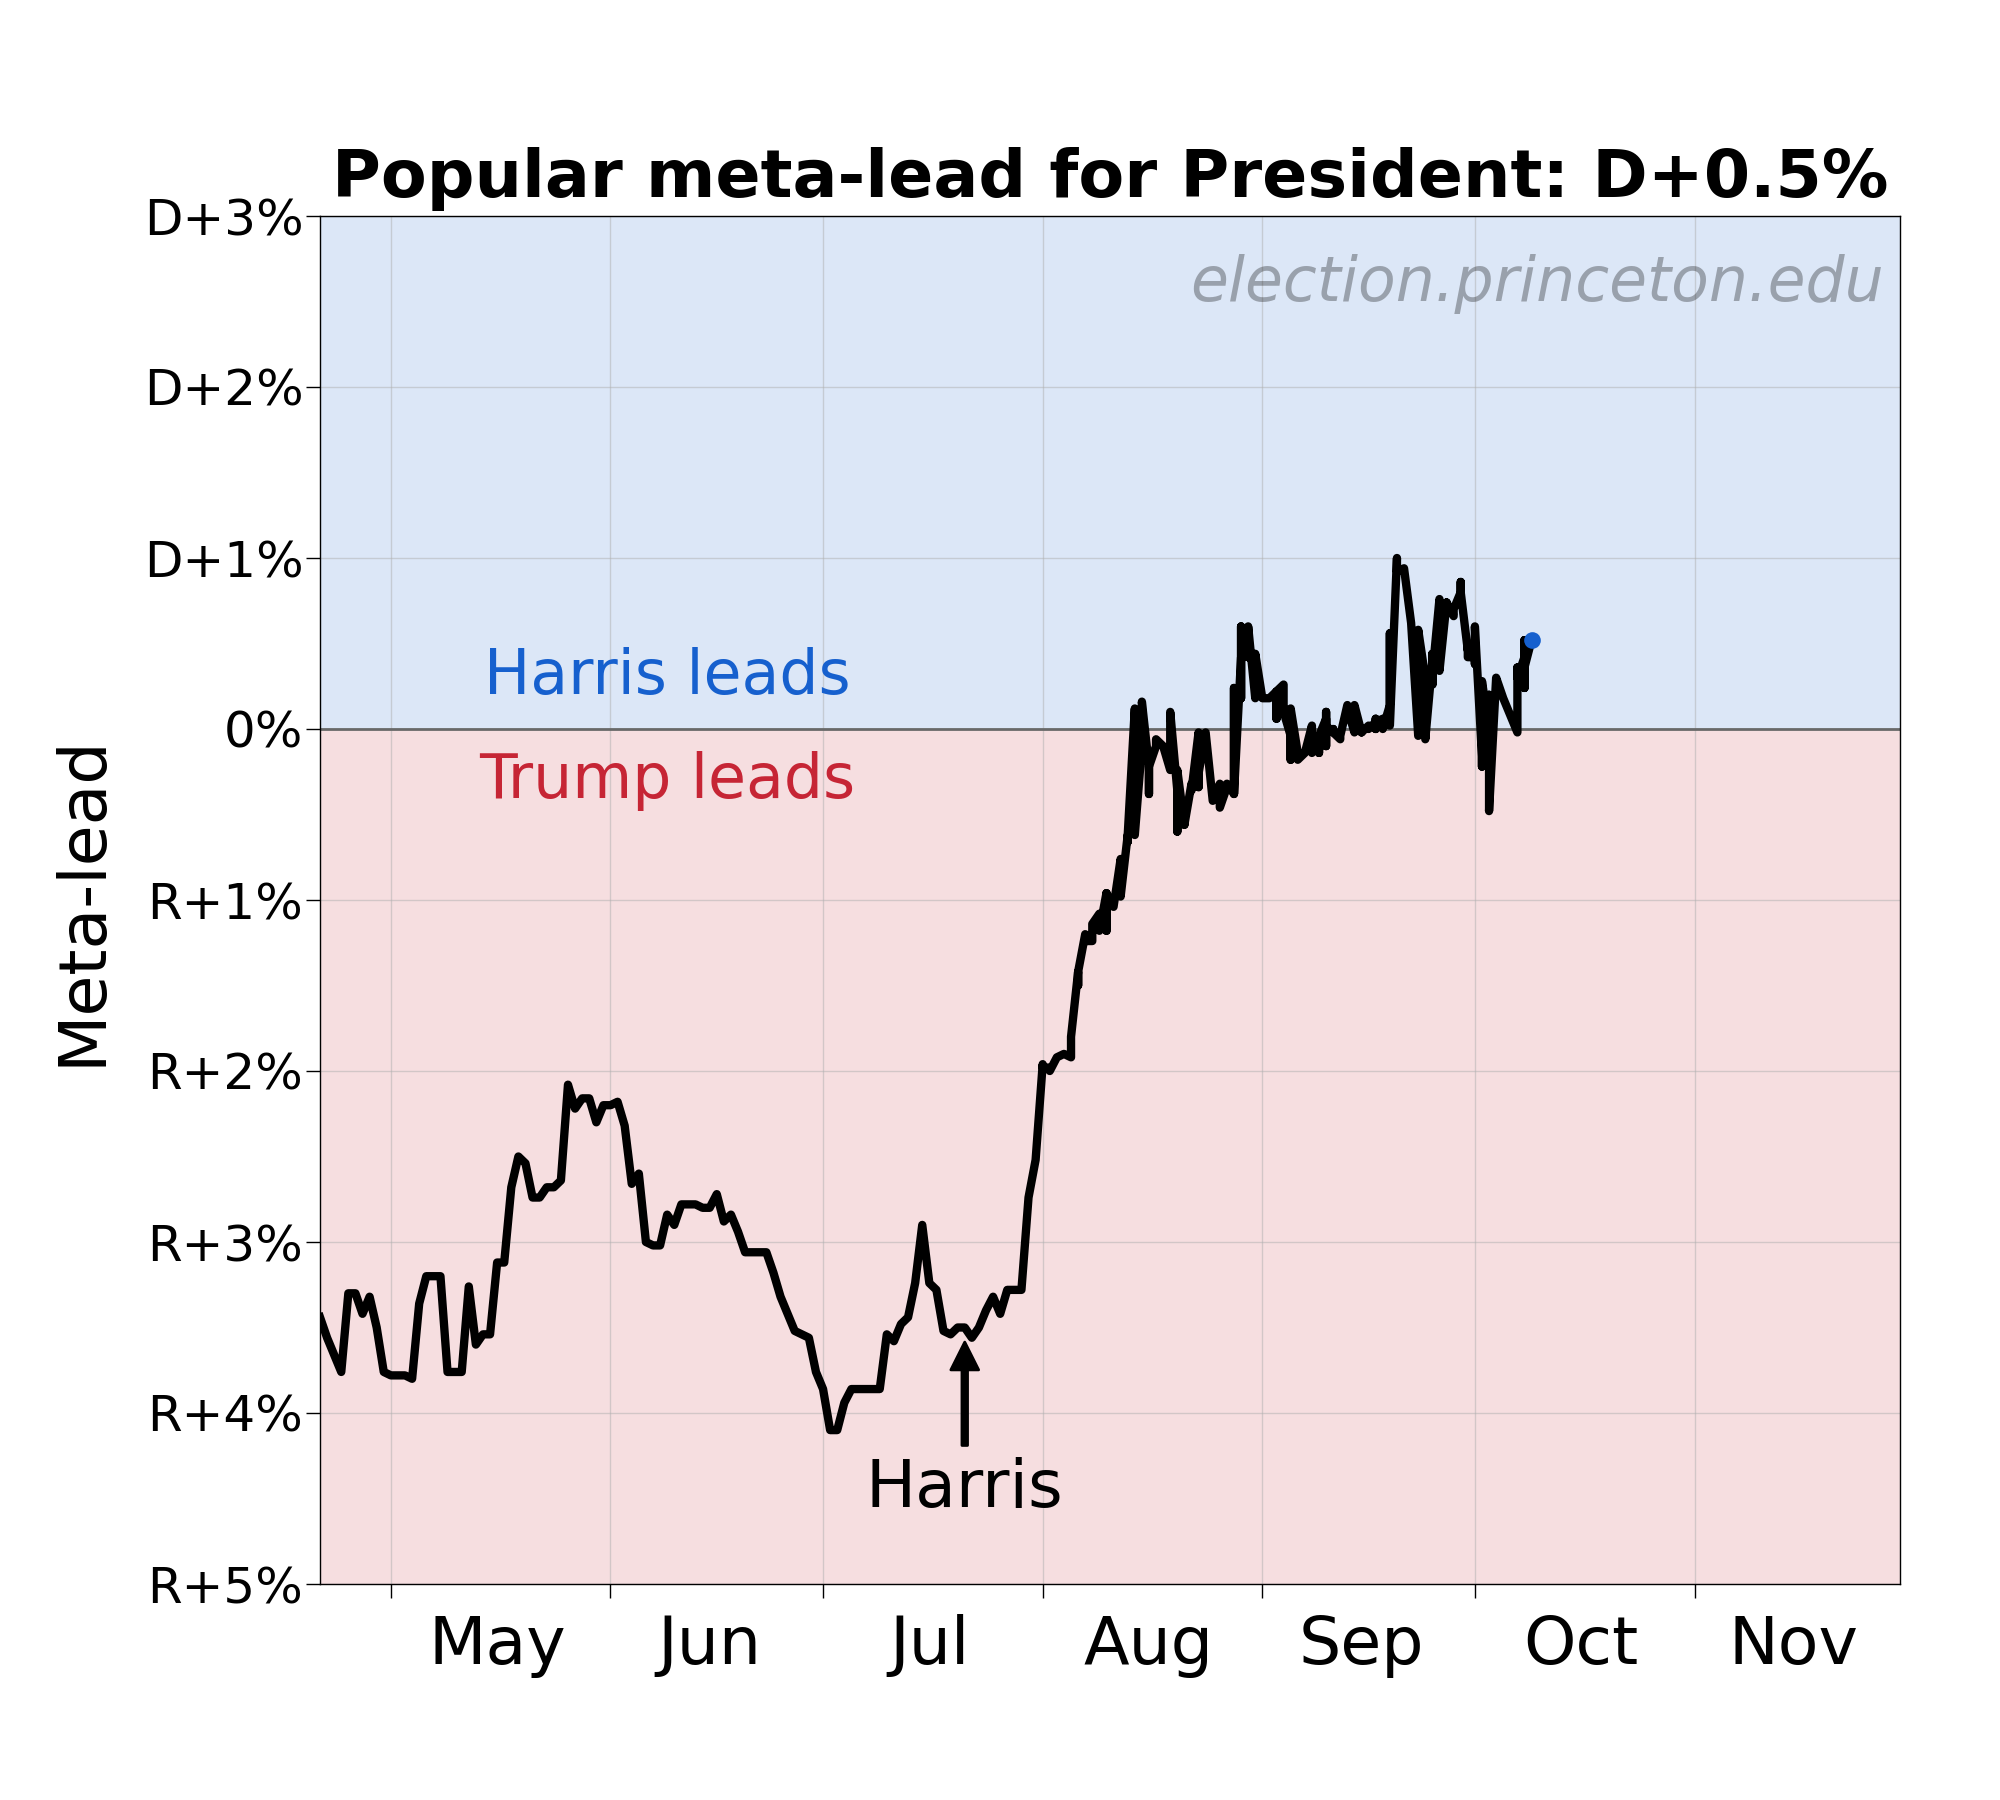 Popular meta-lead for President: D+0.5%
D+3%
election.princeton.edu
D+2%
D+1%
Harris leads
0%
Trump leads
Meta-lead
R+1%
R+2%
R+3%
R+4%
Harris
R+5%
May Jun Jul Aug Sep Oct Nov